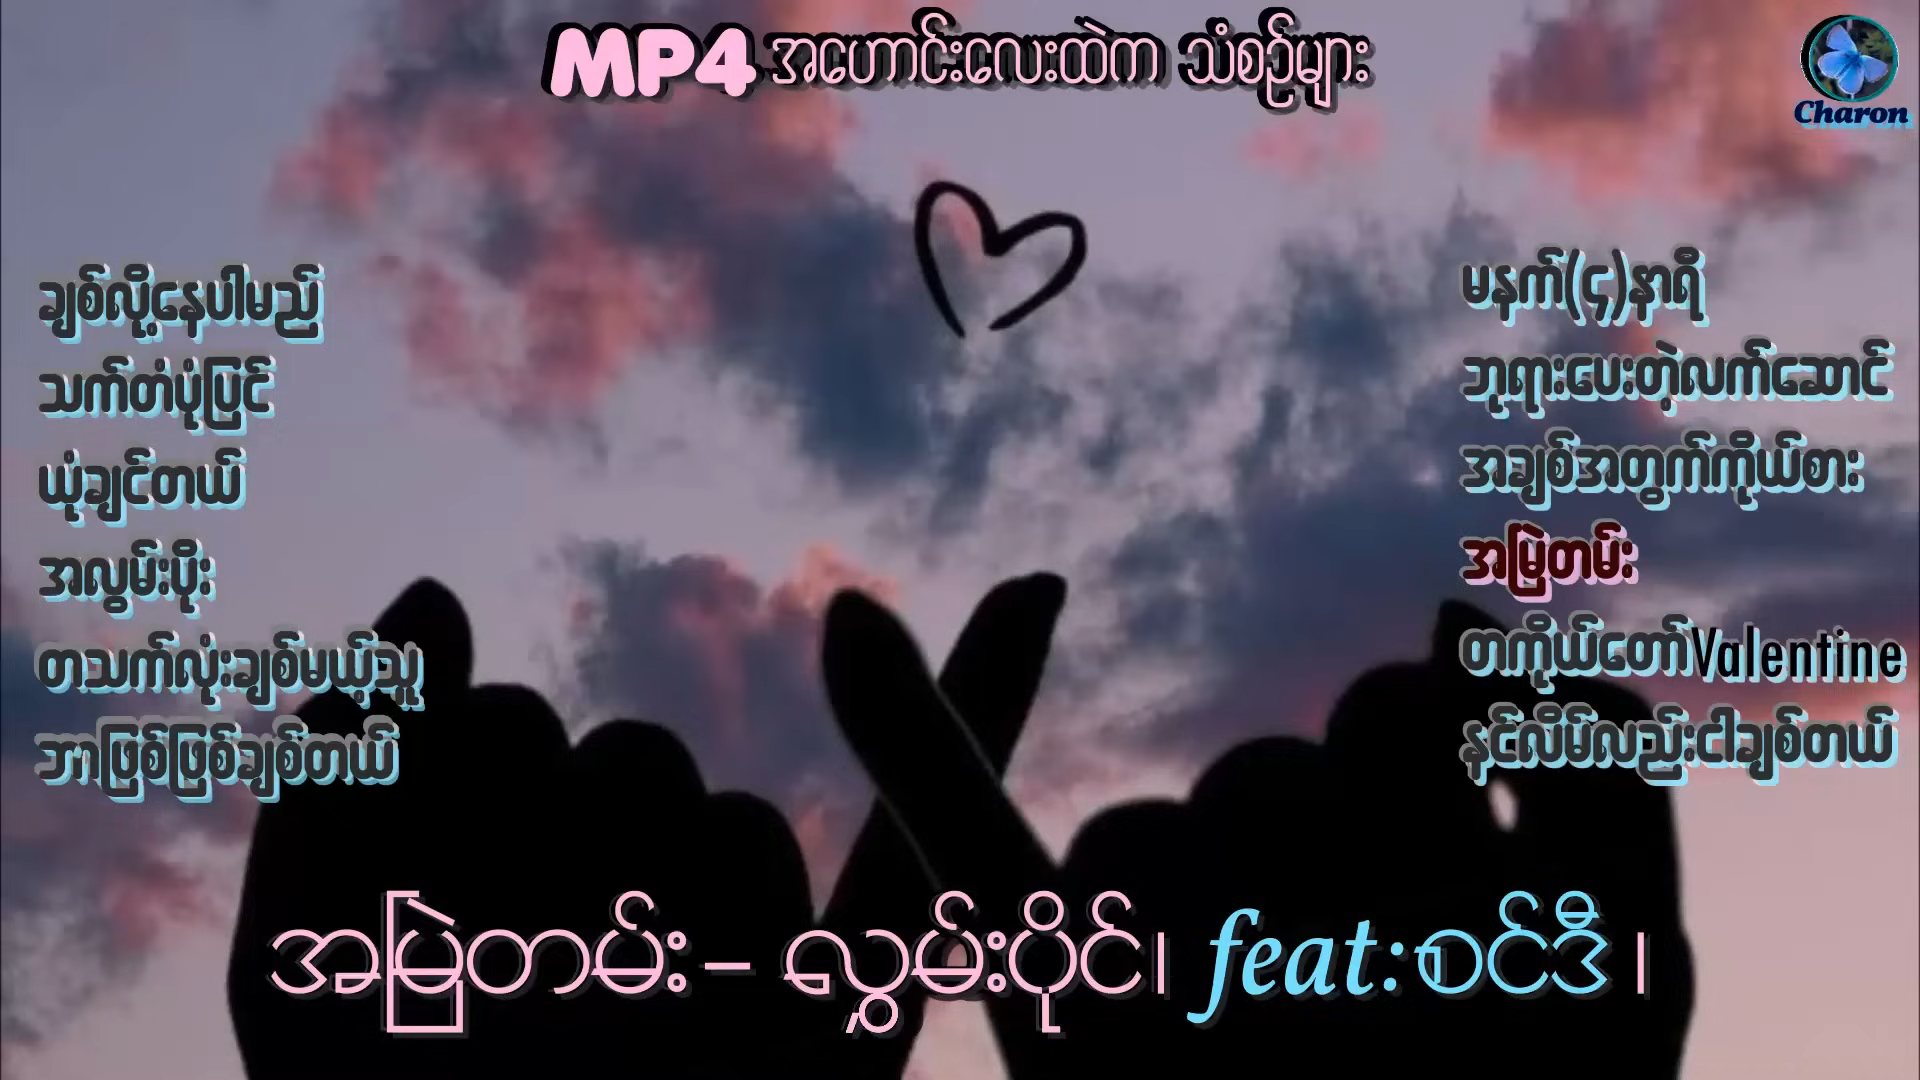 MP4 အဟောင်းလေးထဲက သံစဉ်များ
Charon
ချစ်လို့နေပါမည်
သက်တံပုံပြင်
ယုံချင်တယ်
အလွမ်းပိုး
တသက်လုံးချစ်မယ့်သူ
ဘာဖြစ်ဖြစ်ချစ်တယ်
မနက်(၄)နာရီ
ဘုရားပေးတဲ့လက်ဆောင်
အချစ်အတွက်ကိုယ်စား
အမြဲတမ်း
တကိုယ်တော်Valentine
နင်လိမ်လည်းငါချစ်တယ်
အမြဲတမ်း – လွှမ်းပိုင်၊ feat:စင်ဒီ ၊